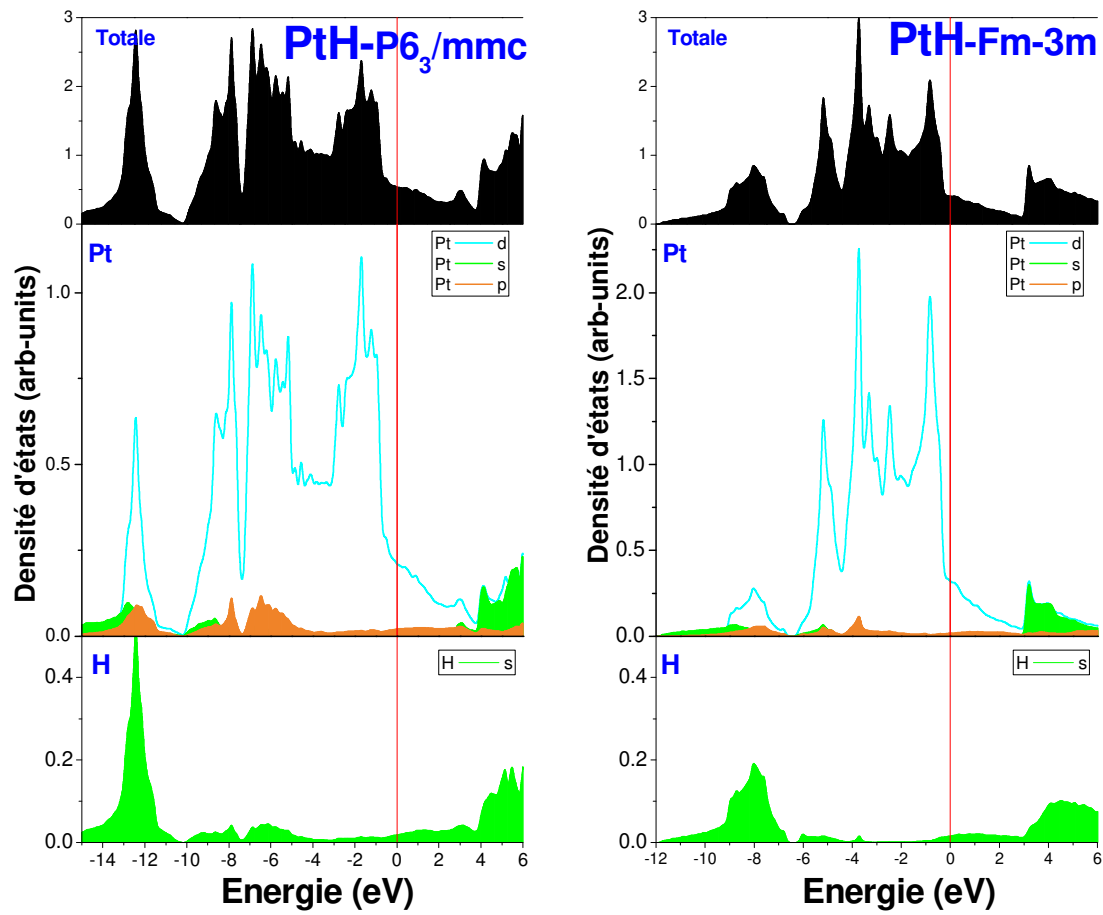 Totale
PtH-P6₃/mmc
3
2
1
0
Pt
Pt d
Pt s
Pt p
1.0
0.5
0.0
H
H s
0.4
0.2
0.0
-14 -12 -10 -8 -6 -4 -2 0 2 4 6
Energie (eV)
Densité d'états (arb-units)
Totale
PtH-Fm-3m
3
2
1
0
Pt
Pt d
Pt s
Pt p
2.0
1.5
1.0
0.5
0.0
H
H s
0.4
0.2
0.0
-12 -10 -8 -6 -4 -2 0 2 4 6
Energie (eV)
Densité d'états (arb-units)